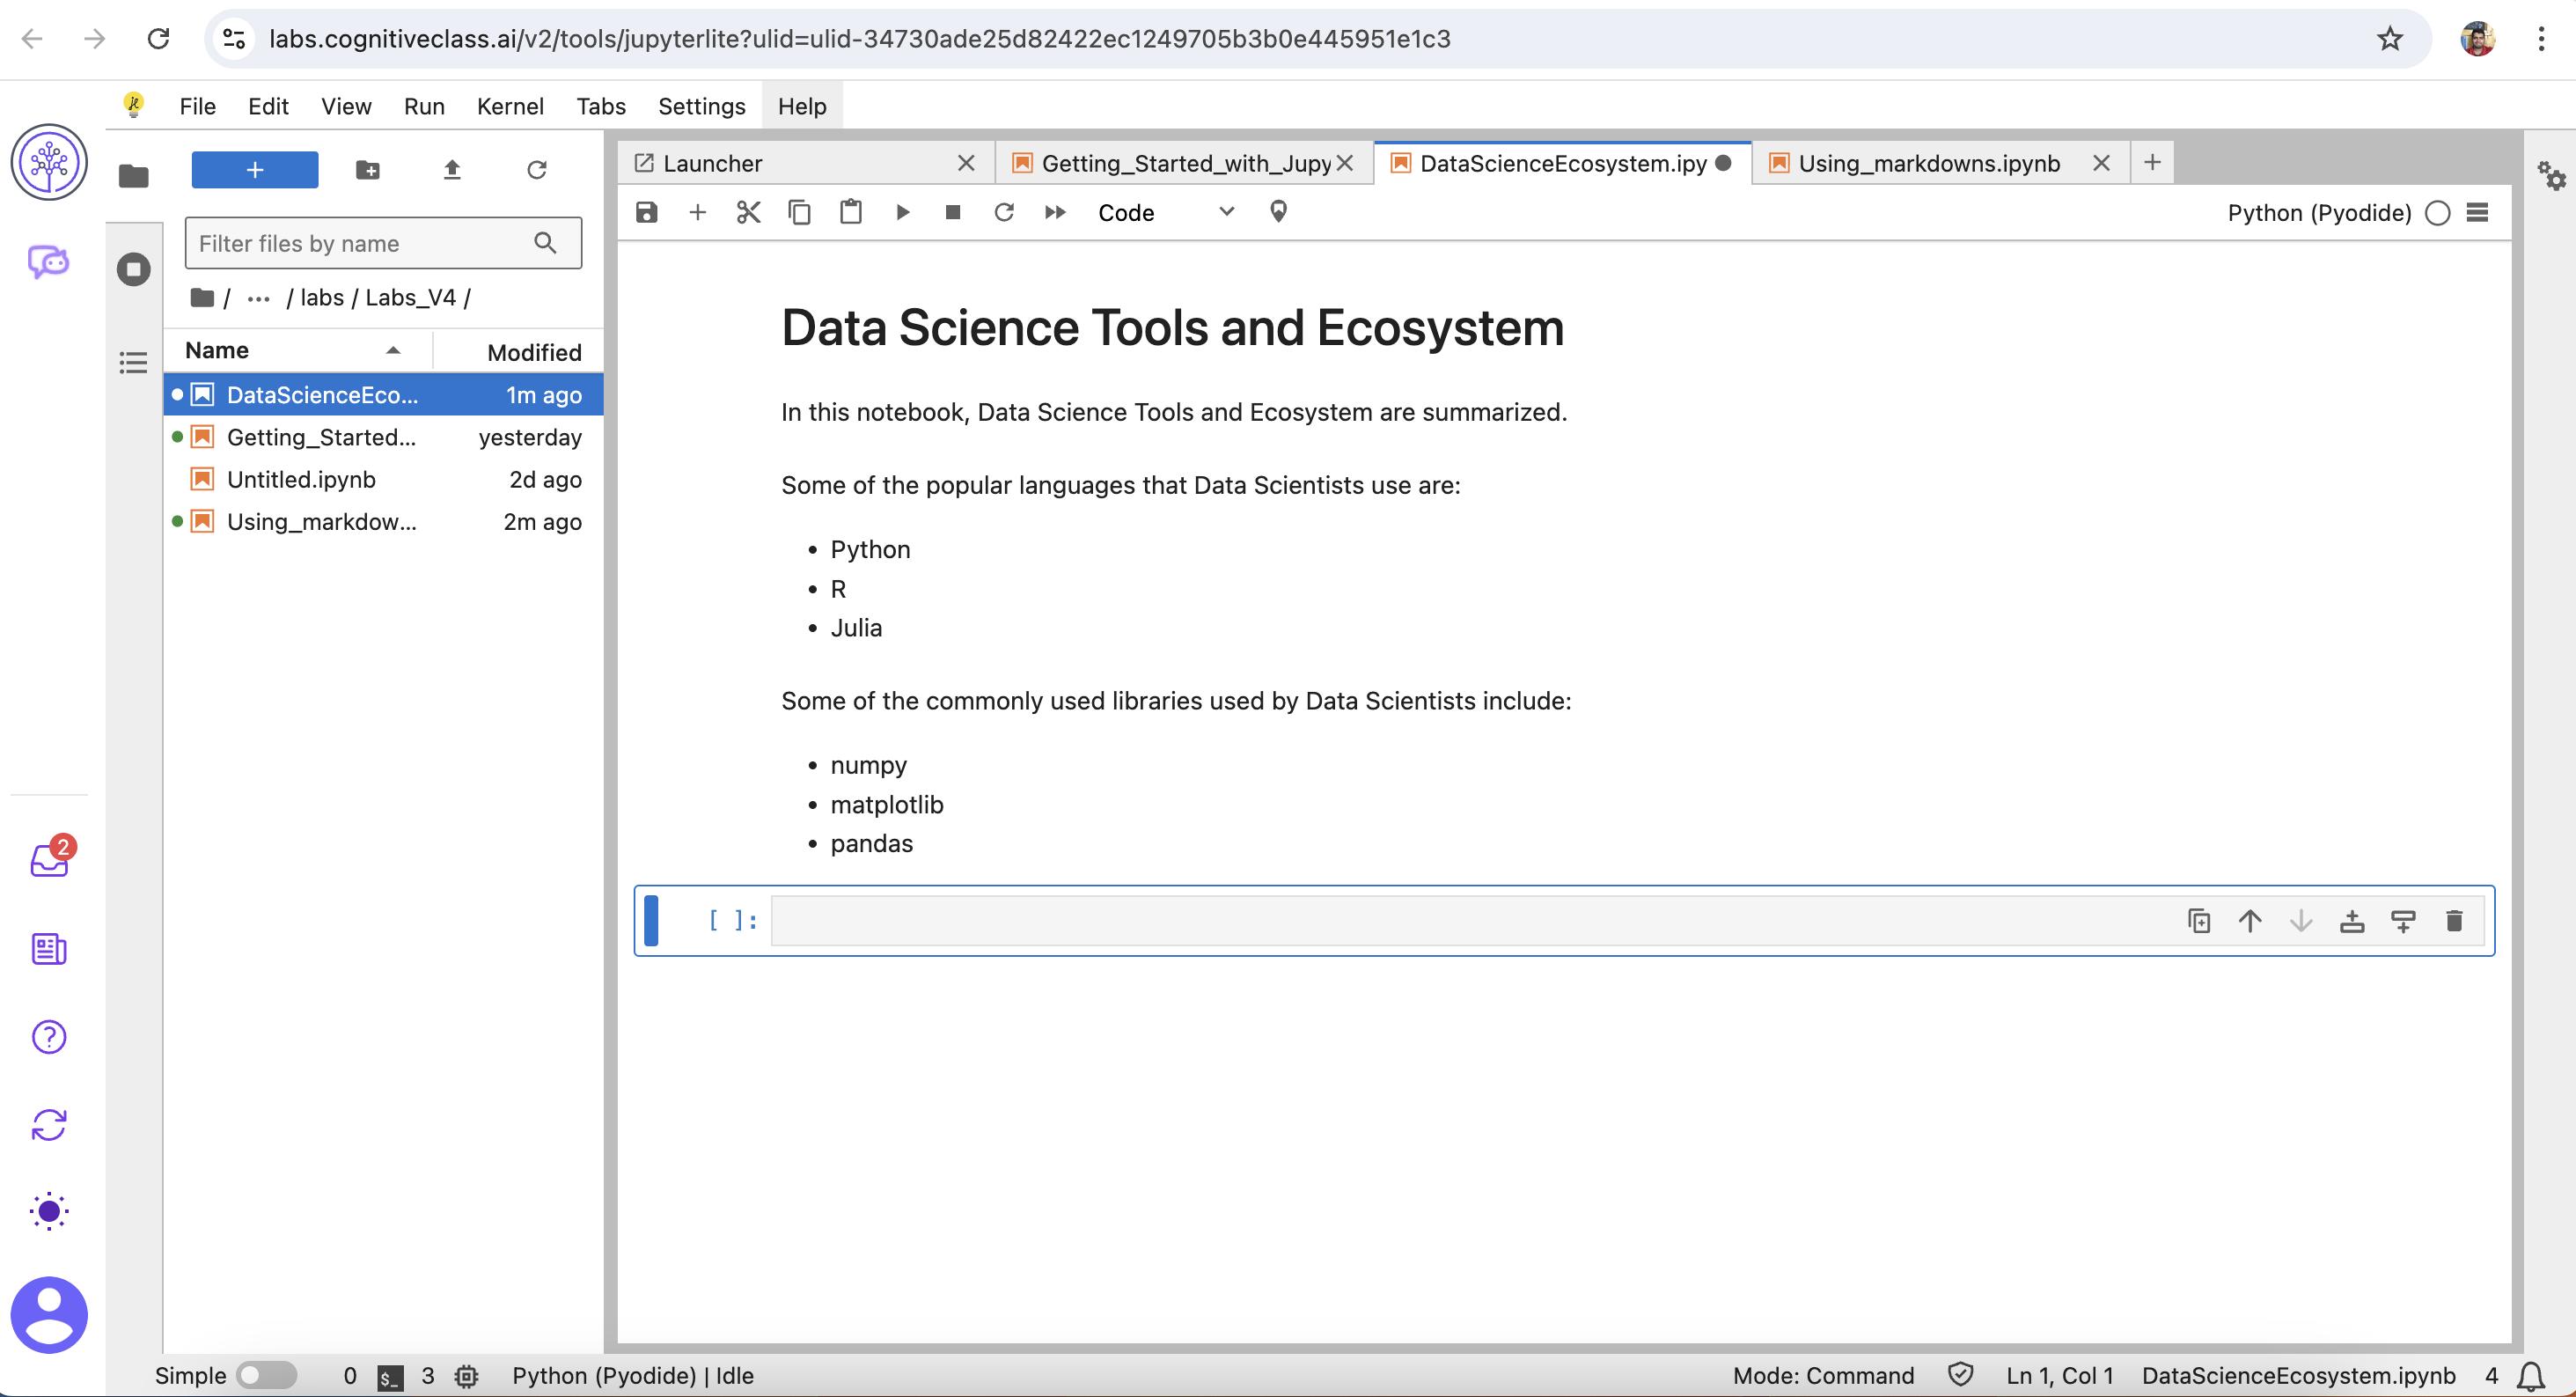 labs.cognitiveclass.ai/v2/tools/jupyterlite?ulid=ulid-34730ade25d82422ec1249705b3b0e445951e1c3
File Edit View Run Kernel Tabs Settings Help
Launcher Getting_Started_with_Jupy DataScienceEcosystem.ipy Using_markdowns.ipynb
Code Python (Pyodide)
Filter files by name
/ ... / labs / Labs_V4 /
Name Modified
DataScienceEco... 1m ago
Getting_Started... yesterday
Untitled.ipynb 2d ago
Using_markdow... 2m ago
Data Science Tools and Ecosystem
In this notebook, Data Science Tools and Ecosystem are summarized.
Some of the popular languages that Data Scientists use are:
• Python
• R
• Julia
Some of the commonly used libraries used by Data Scientists include:
• numpy
• matplotlib
• pandas
[ ]:
2
Simple 0 $_ 3 Python (Pyodide) | Idle Mode: Command Ln 1, Col 1 DataScienceEcosystem.ipynb 4